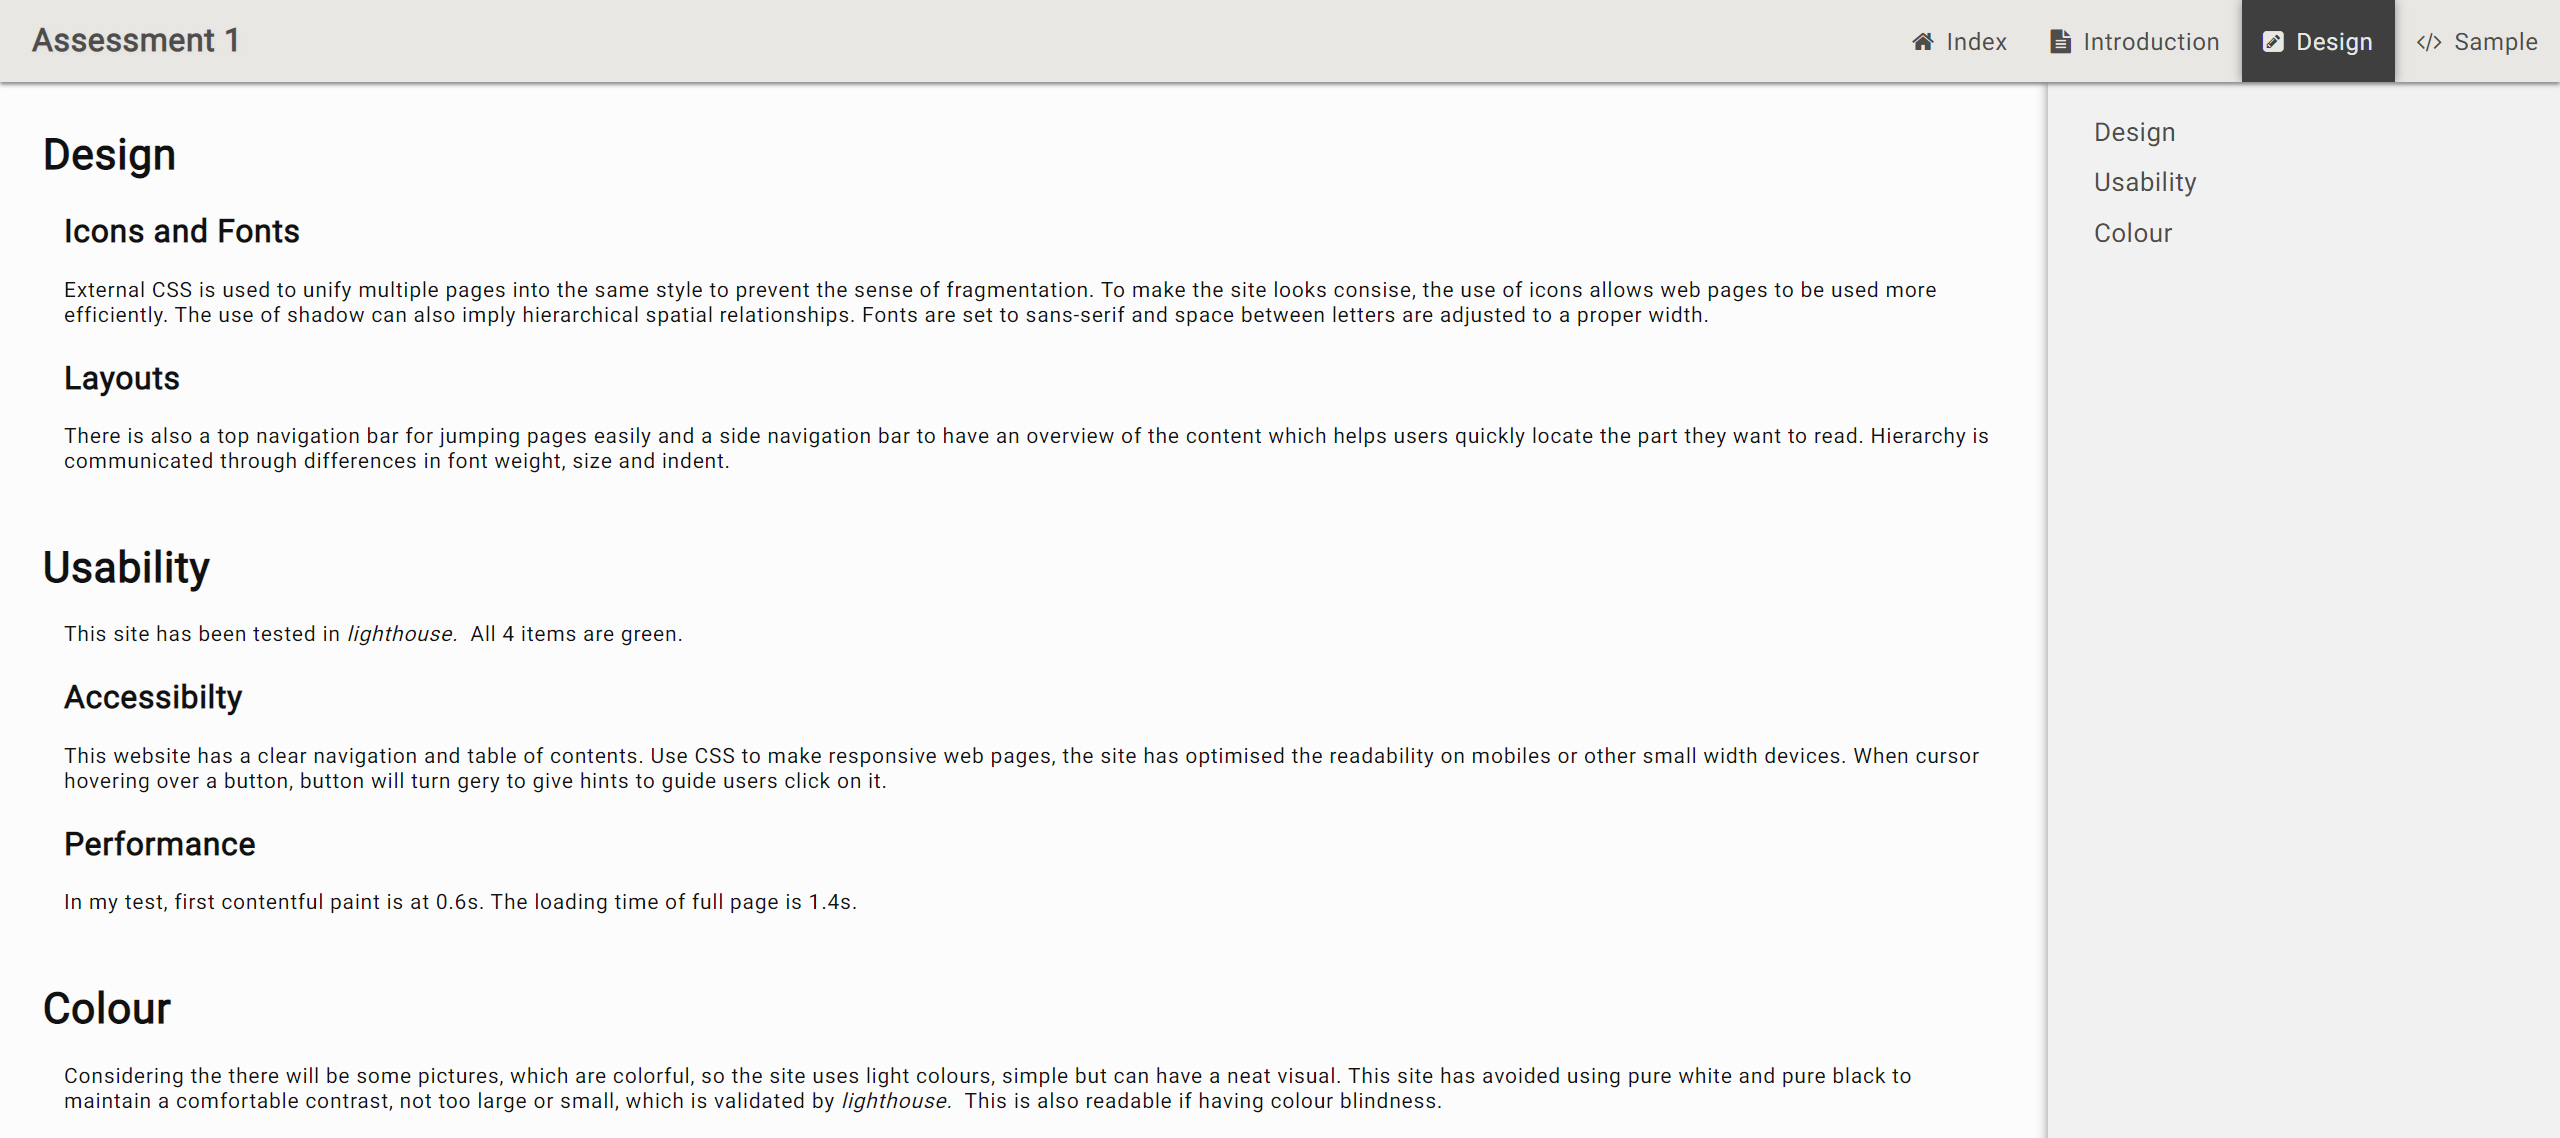 Assessment 1
Index
Introduction
Design
Sample
Design
Icons and Fonts
External CSS is used to unify multiple pages into the same style to prevent the sense of fragmentation. To make the site looks consise, the use of icons allows web pages to be used more
efficiently. The use of shadow can also imply hierarchical spatial relationships. Fonts are set to sans-serif and space between letters are adjusted to a proper width.
Layouts
There is also a top navigation bar for jumping pages easily and a side navigation bar to have an overview of the content which helps users quickly locate the part they want to read. Hierarchy is
communicated through differences in font weight, size and indent.
Usability
This site has been tested in lighthouse. All 4 items are green.
Accessibilty
This website has a clear navigation and table of contents. Use CSS to make responsive web pages, the site has optimised the readability on mobiles or other small width devices. When cursor
hovering over a button, button will turn gery to give hints to guide users click on it.
Performance
In my test, first contentful paint is at 0.6s. The loading time of full page is 1.4s.
Colour
Considering the there will be some pictures, which are colorful, so the site uses light colours, simple but can have a neat visual. This site has avoided using pure white and pure black to
maintain a comfortable contrast, not too large or small, which is validated by lighthouse. This is also readable if having colour blindness.
Design
Usability
Colour